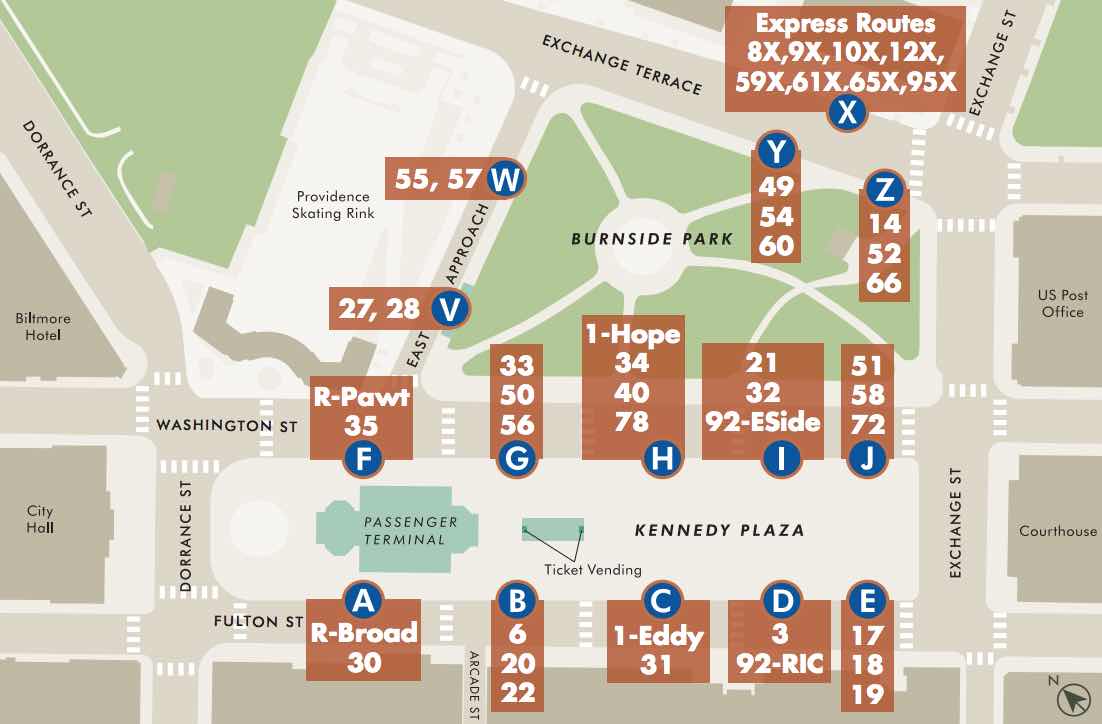 Express Routes
8X,9X,10X,12X,
59X,61X,65X,95X
X
EXCHANGE TERRACE
EXCHANGE ST
DORRANCE ST
Y
49
54
60
55, 57 W
Z
14
52
66
Providence
Skating Rink
APPROACH
EAST
BURNSIDE PARK
27, 28 V
US Post
Office
Biltmore
Hotel
R-Pawt
35
F
33
50
56
G
1-Hope
34
40
78
H
21
32
92-ESide
I
51
58
72
J
WASHINGTON ST
City
Hall
DORRANCE ST
PASSENGER
TERMINAL
KENNEDY PLAZA
Ticket Vending
EXCHANGE ST
Courthouse
FULTON ST
A
R-Broad
30
B
6
20
22
ARCADE ST
C
1-Eddy
31
D
3
92-RIC
E
17
18
19
N